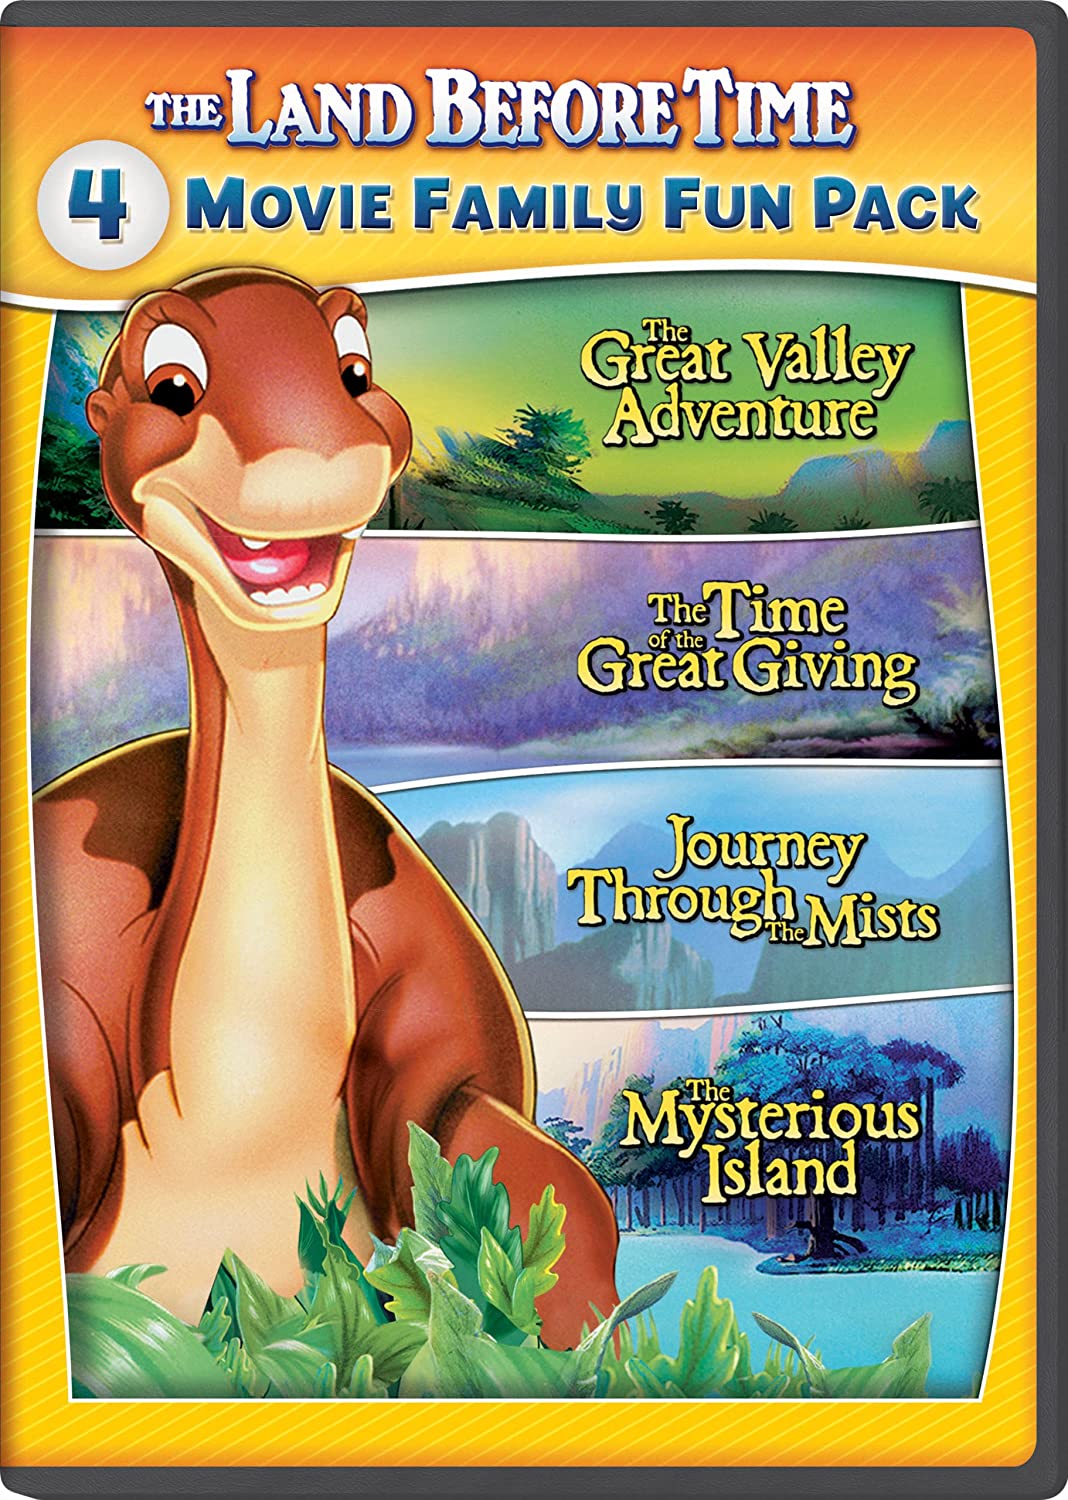 THE LAND BEFORE TIME
4 MOVIE FAMILY FUN PACK
The
Great Valley
Adventure
The Time
of the
Great Giving
Journey
Through
The Mists
The
Mysterious
Island